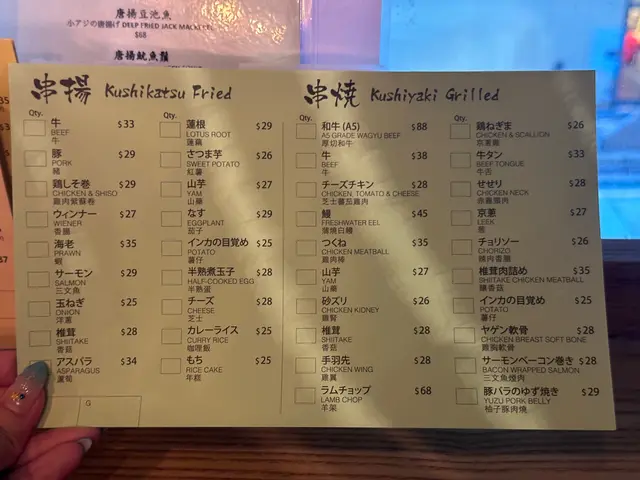 唐揚豆池魚
小アジの唐揚げ DEEP FRIED JACK MACKEREL
$68
唐揚魷魚鬚
串揚 Kushikatsu Fried
Qty.
牛 $33
BEEF
牛
豚 $29
PORK
豬
鶏しそ巻 $29
CHICKEN & SHISO
雞肉紫蘇卷
ウィンナー $27
WIENER
香腸
海老 $35
PRAWN
蝦
サーモン $29
SALMON
三文魚
玉ねぎ $25
ONION
洋蔥
椎茸 $28
SHIITAKE
香菇
アスパラ $34
ASPARAGUS
蘆筍
G
Qty.
蓮根 $29
LOTUS ROOT
蓮藕
さつま芋 $26
SWEET POTATO
紅薯
山芋 $27
YAM
山藥
なす $29
EGGPLANT
茄子
インカの目覚め $25
POTATO
薯仔
半熟煮玉子 $28
HALF-COOKED EGG
半熟蛋
チーズ $28
CHEESE
芝士
カレーライス $25
CURRY RICE
咖喱飯
もち $25
RICE CAKE
年糕
串焼 Kushiyaki Grilled
Qty.
和牛 (A5) $88
A5 GRADE WAGYU BEEF
厚切和牛
牛 $38
BEEF
牛
チーズチキン $28
CHICKEN, TOMATO & CHEESE
芝士蕃茄雞肉
鰻 $45
FRESHWATER EEL
蒲燒白鱔
つくね $35
CHICKEN MEATBALL
雞肉棒
山芋 $27
YAM
山藥
砂ズリ $26
CHICKEN KIDNEY
雞腎
椎茸 $28
SHIITAKE
香菇
手羽先 $28
CHICKEN WING
雞翼
ラムチョップ $68
LAMB CHOP
羊架
Qty.
鶏ねぎま $26
CHICKEN & SCALLION
京蔥雞
牛タン $33
BEEF TONGUE
牛舌
せせり $28
CHICKEN NECK
京蔥 $27
LEEK
蔥
チョリソー $28
CHORIZO
辣肉香腸
椎茸肉詰め $35
SHIITAKE CHICKEN MEATBALL
釀香菇
インカの目覚め $25
POTATO
薯仔
ヤゲン軟骨 $28
CHICKEN BREAST SOFT BONE
雞胸軟骨
サーモンベーコン巻き $28
BACON WRAPPED SALMON
三文魚煙肉
豚バラのゆず焼き $29
YUZU PORK BELLY
柚子豚肉燒